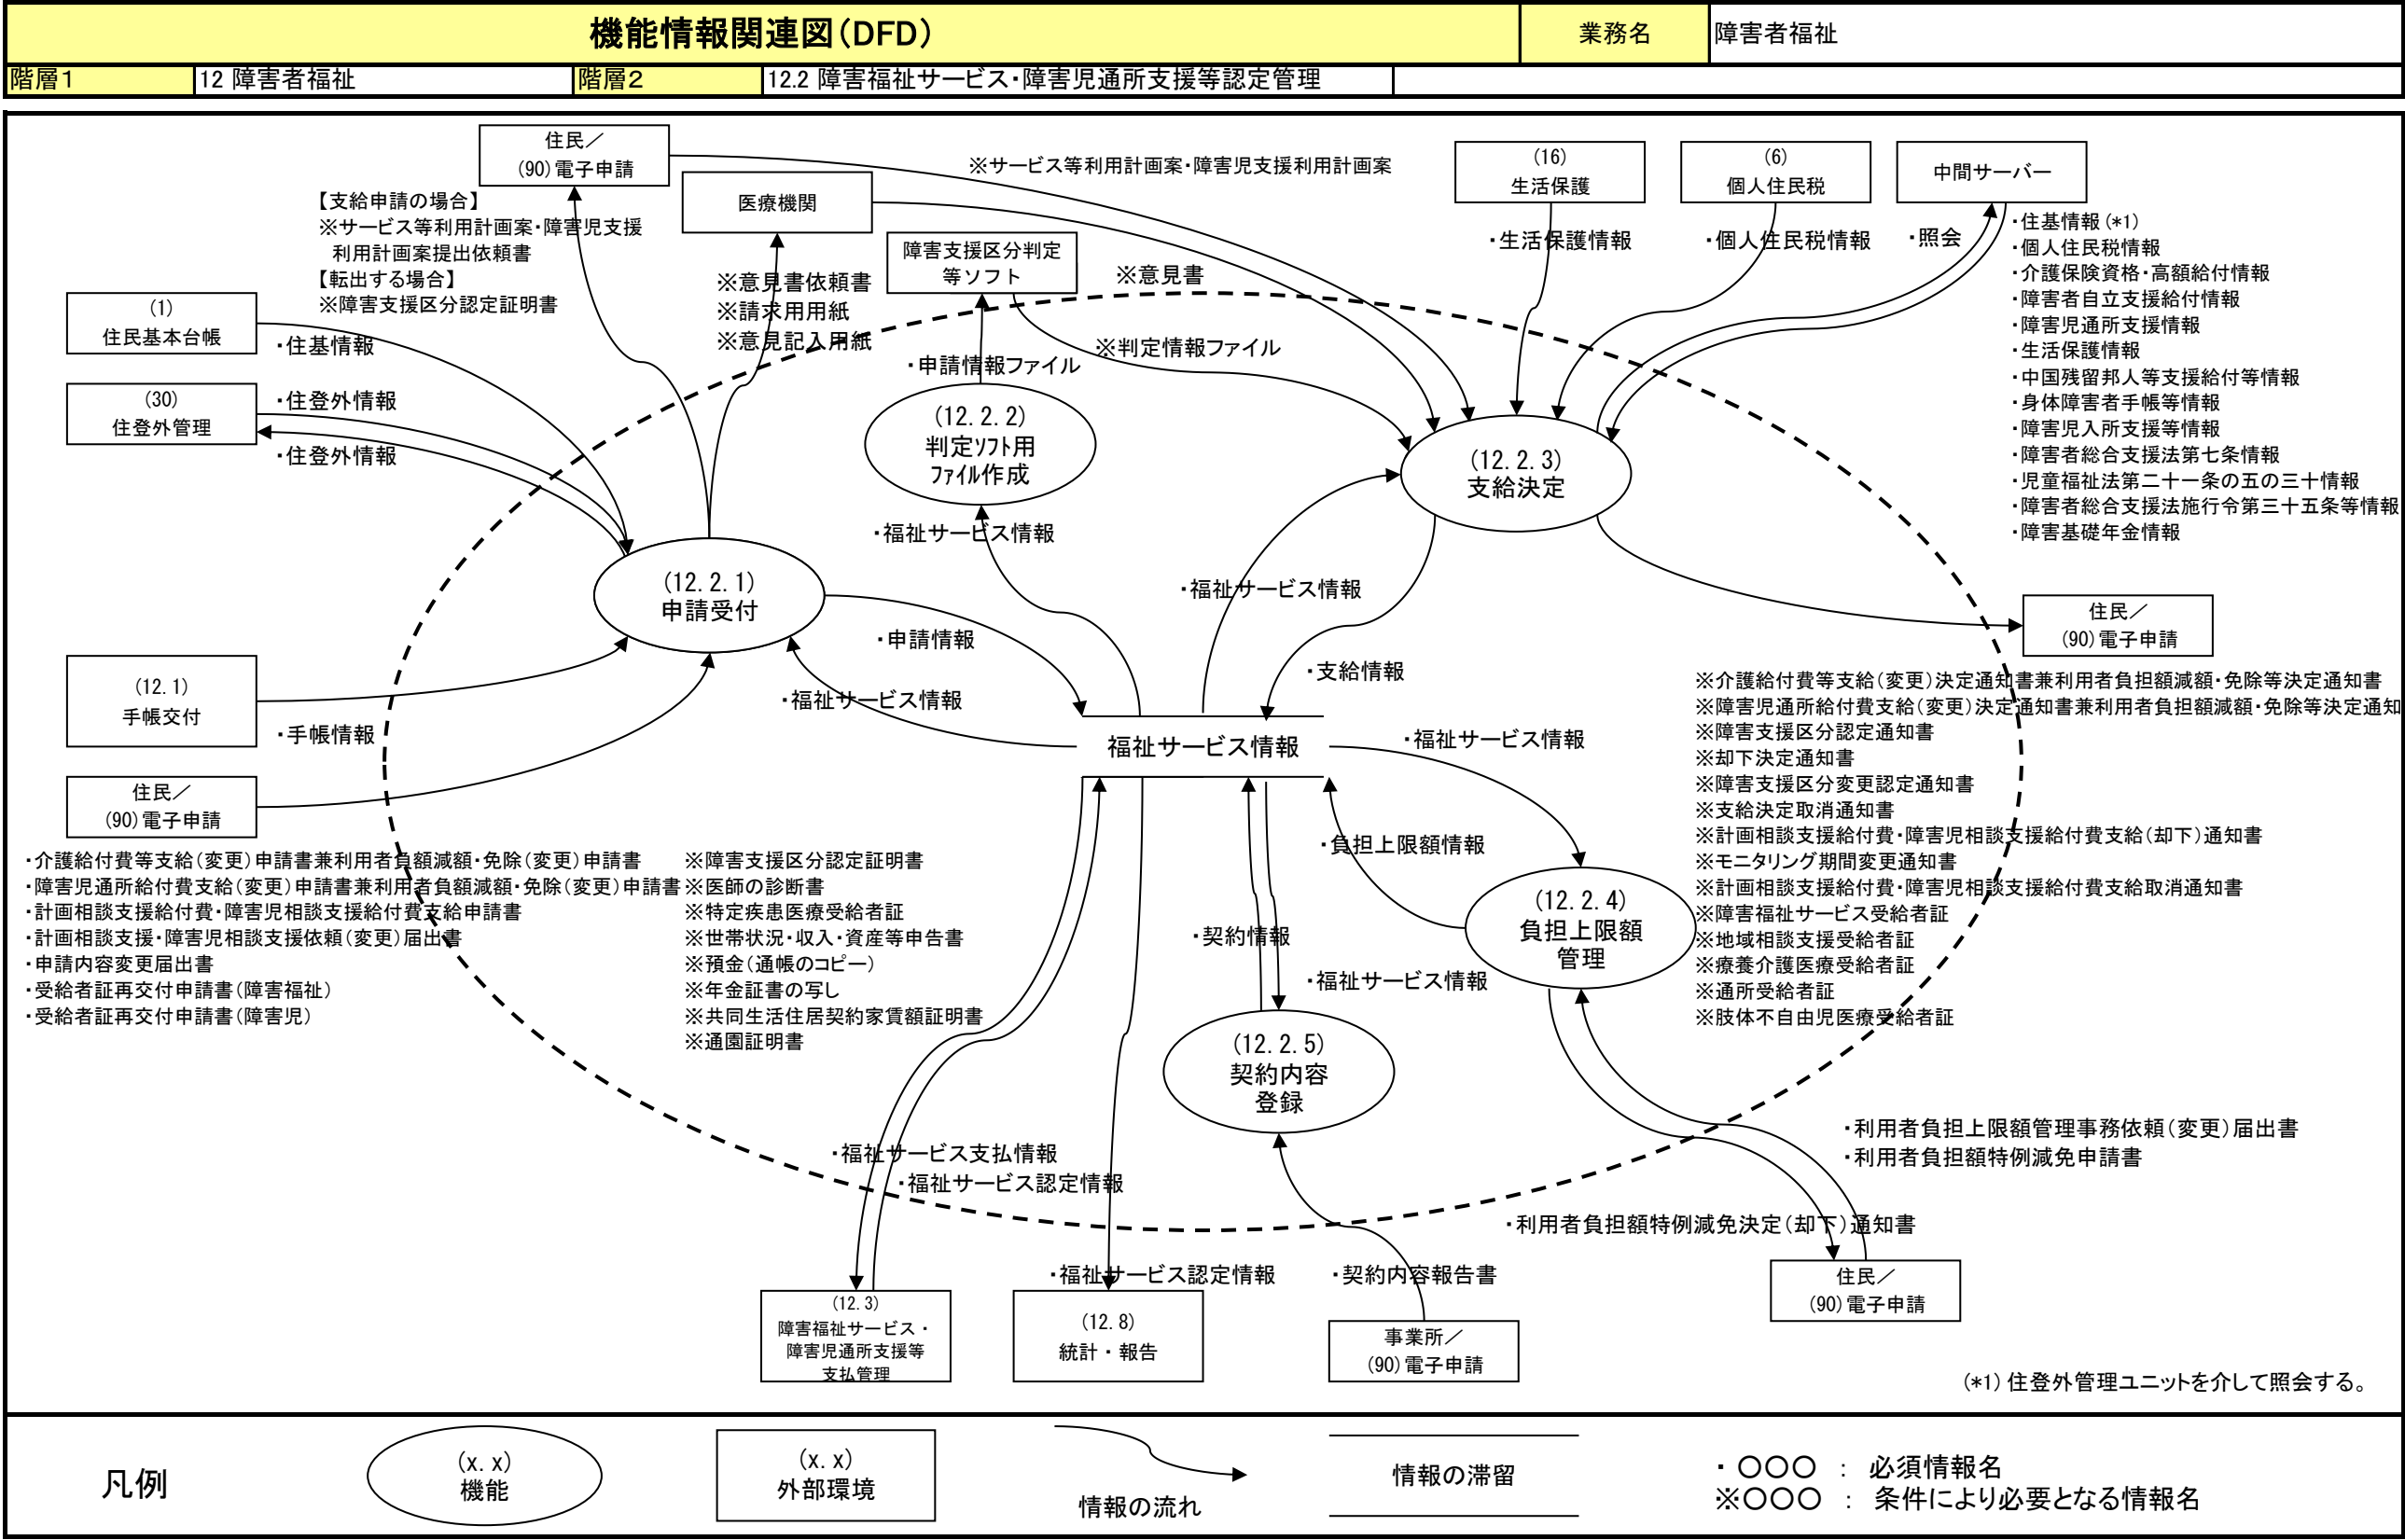 機能情報関連図(DFD)
業務名
障害者福祉
階層1
12 障害者福祉
階層2
12.2 障害福祉サービス・障害児通所支援等認定管理
住民／
(90)電子申請
※サービス等利用計画案・障害児支援利用計画案
(16)
生活保護
(6)
個人住民税
中間サーバー
医療機関
【支給申請の場合】
※サービス等利用計画案・障害児支援
利用計画案提出依頼書
【転出する場合】
※障害支援区分認定証明書
障害支援区分判定
等ソフト
・生活保護情報
・個人住民税情報
・照会
・住基情報(*1)
・個人住民税情報
・介護保険資格・高額給付情報
・障害者自立支援給付情報
・障害児通所支援情報
・生活保護情報
・中国残留邦人等支援給付等情報
・身体障害者手帳等情報
・障害児入所支援等情報
・障害者総合支援法第七条情報
・児童福祉法第二十一条の五の三十情報
・障害者総合支援法施行令第三十五条等情報
・障害基礎年金情報
※意見書依頼書
※請求用用紙
※意見記入用紙
※意見書
(1)
住民基本台帳
・住基情報
・申請情報ファイル
※判定情報ファイル
(30)
住登外管理
・住登外情報
・住登外情報
(12.2.2)
判定ソフト用
ファイル作成
(12.2.3)
支給決定
・福祉サービス情報
(12.2.1)
申請受付
・福祉サービス情報
・申請情報
住民／
(90)電子申請
(12.1)
手帳交付
・手帳情報
・福祉サービス情報
・支給情報
福祉サービス情報
・福祉サービス情報
※介護給付費等支給(変更)決定通知書兼利用者負担額減額・免除等決定通知書
※障害児通所給付費支給(変更)決定通知書兼利用者負担額減額・免除等決定通知
※障害支援区分認定通知書
※却下決定通知書
※障害支援区分変更認定通知書
※支給決定取消通知書
※計画相談支援給付費・障害児相談支援給付費支給(却下)通知書
※モニタリング期間変更通知書
※計画相談支援給付費・障害児相談支援給付費支給取消通知書
※障害福祉サービス受給者証
※地域相談支援受給者証
※療養介護医療受給者証
※通所受給者証
※肢体不自由児医療受給者証
住民／
(90)電子申請
・介護給付費等支給(変更)申請書兼利用者負額減額・免除(変更)申請書
・障害児通所給付費支給(変更)申請書兼利用者負額減額・免除(変更)申請書
・計画相談支援給付費・障害児相談支援給付費支給申請書
・計画相談支援・障害児相談支援依頼(変更)届出書
・申請内容変更届出書
・受給者証再交付申請書(障害福祉)
・受給者証再交付申請書(障害児)
※障害支援区分認定証明書
※医師の診断書
※特定疾患医療受給者証
※世帯状況・収入・資産等申告書
※預金(通帳のコピー)
※年金証書の写し
※共同生活住居契約家賃額証明書
※通園証明書
・負担上限額情報
(12.2.4)
負担上限額
管理
・契約情報
・福祉サービス情報
(12.2.5)
契約内容
登録
・利用者負担上限額管理事務依頼(変更)届出書
・利用者負担額特例減免申請書
・福祉サービス支払情報
・福祉サービス認定情報
・利用者負担額特例減免決定(却下)通知書
・福祉サービス認定情報
・契約内容報告書
(12.3)
障害福祉サービス・
障害児通所支援等
支払管理
(12.8)
統計・報告
事業所／
(90)電子申請
住民／
(90)電子申請
(*1)住登外管理ユニットを介して照会する。
凡例
(x.x)
機能
(x.x)
外部環境
情報の流れ
情報の滞留
・ 〇〇〇 ： 必須情報名
※〇〇〇 ： 条件により必要となる情報名